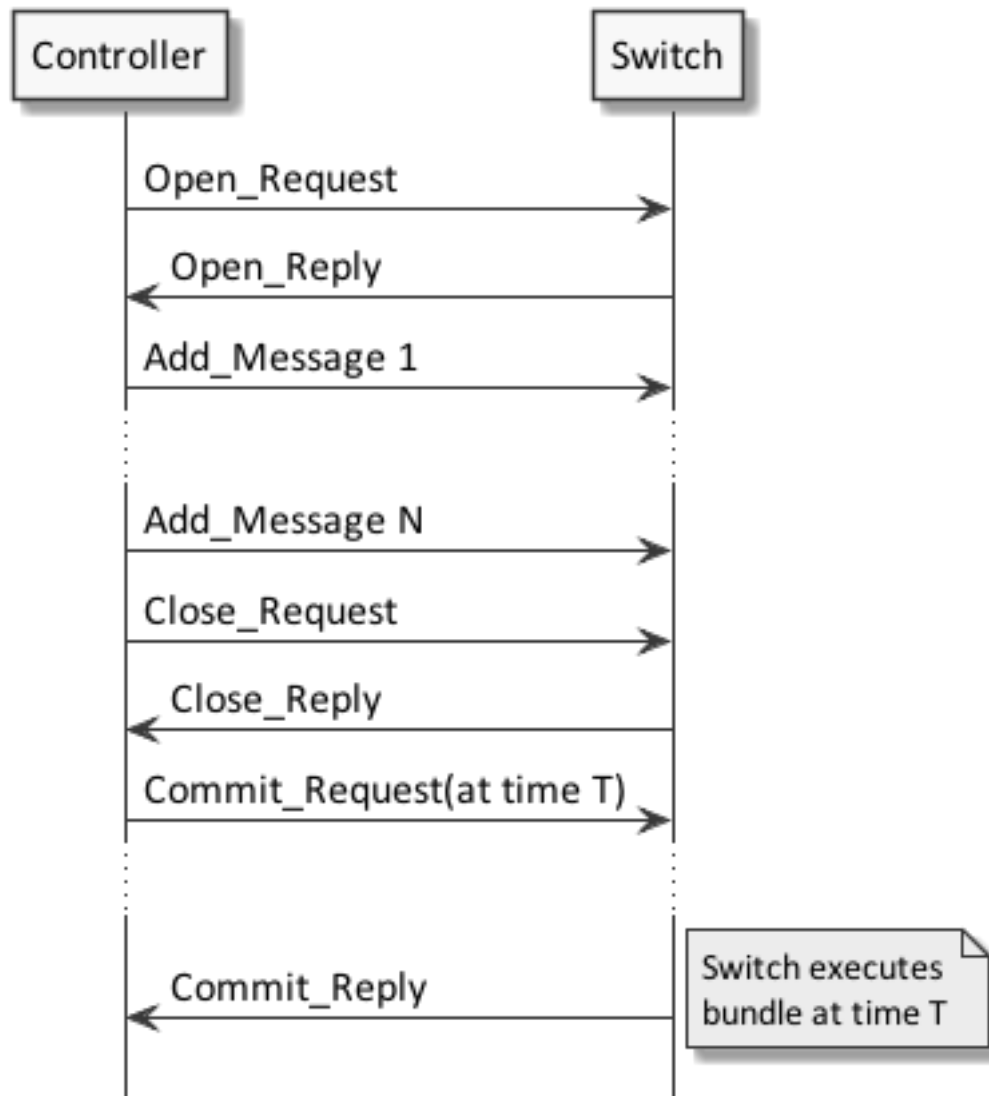 Controller
Switch
Open_Request
Open_Reply
Add_Message 1
Add_Message N
Close_Request
Close_Reply
Commit_Request(at time T)
Commit_Reply
Switch executes
bundle at time T